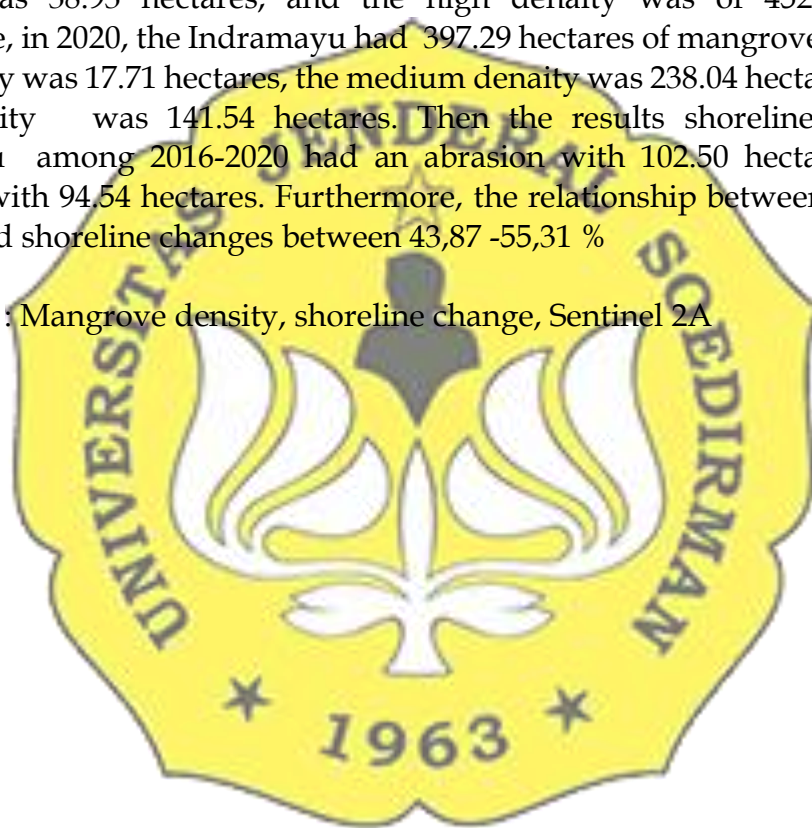 as 58.95 hectares, and the high density was of 452
e, in 2020, the Indramayu had 397.29 hectares of mangrove
y was 17.71 hectares, the medium denaity was 238.04 hecta
ity was 141.54 hectares. Then the results shoreline
among 2016-2020 had an abrasion with 102.50 hecta
with 94.54 hectares. Furthermore, the relationship between
d shoreline changes between 43,87 -55,31 %
: Mangrove density, shoreline change, Sentinel 2A
UNIVERSITAS JENDERAL SOEDIRMAN
★ 1963 ★